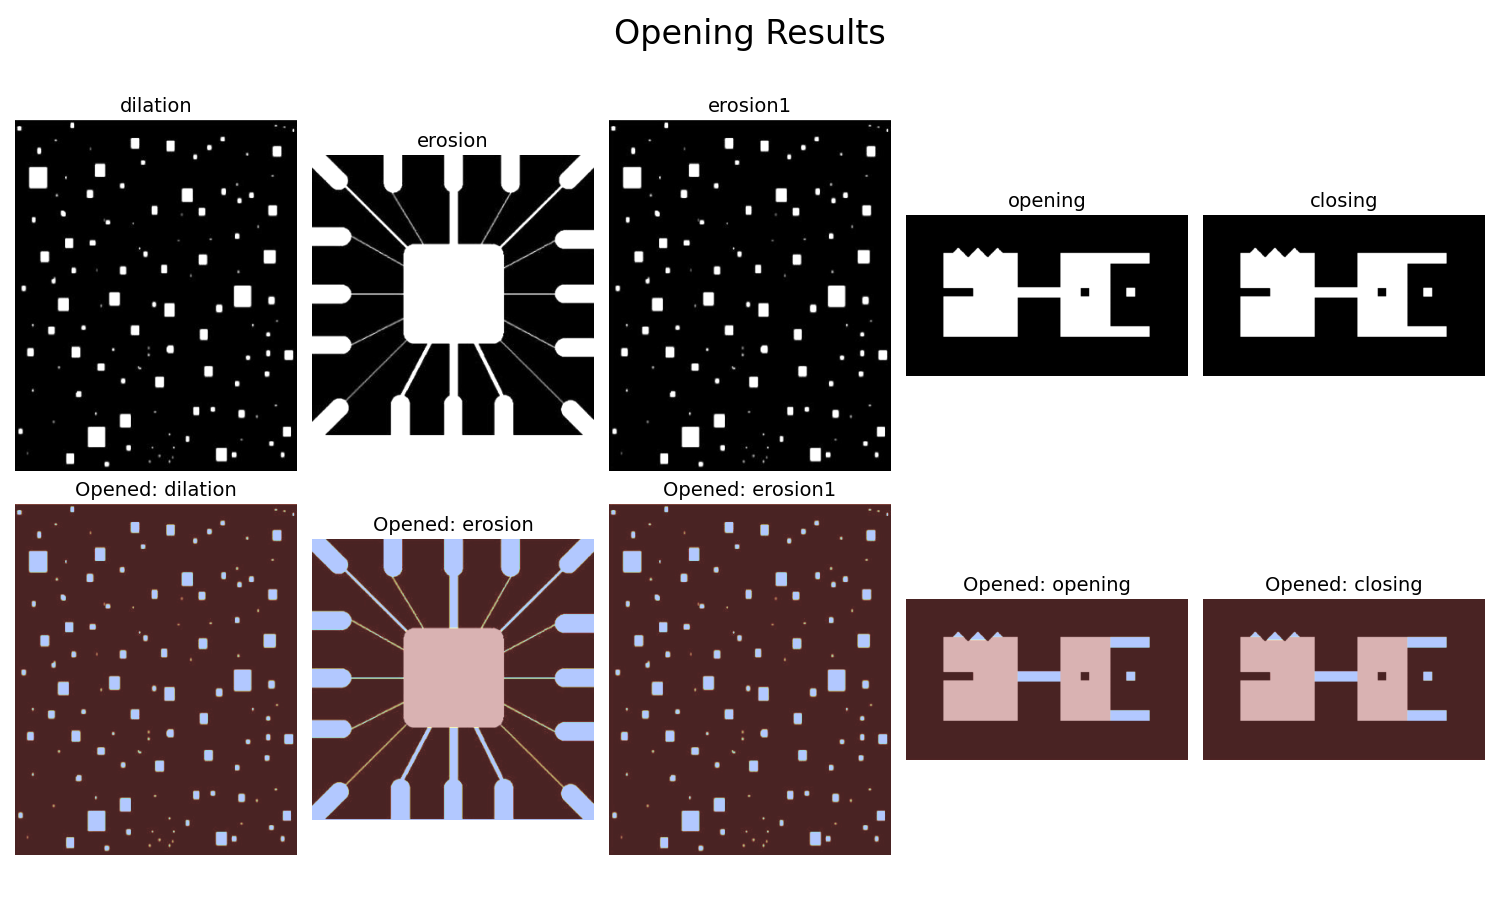 Opening Results
dilation
erosion
erosion1
opening
closing
Opened: dilation
Opened: erosion
Opened: erosion1
Opened: opening
Opened: closing